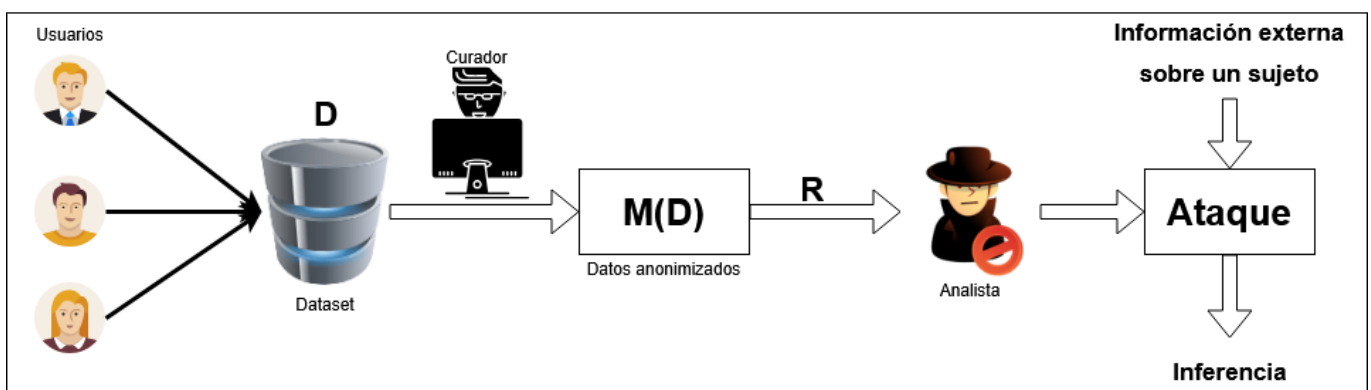 Usuarios
D
Dataset
Curador
M(D)
Datos anonimizados
R
Analista
Información externa
sobre un sujeto
Ataque
Inferencia